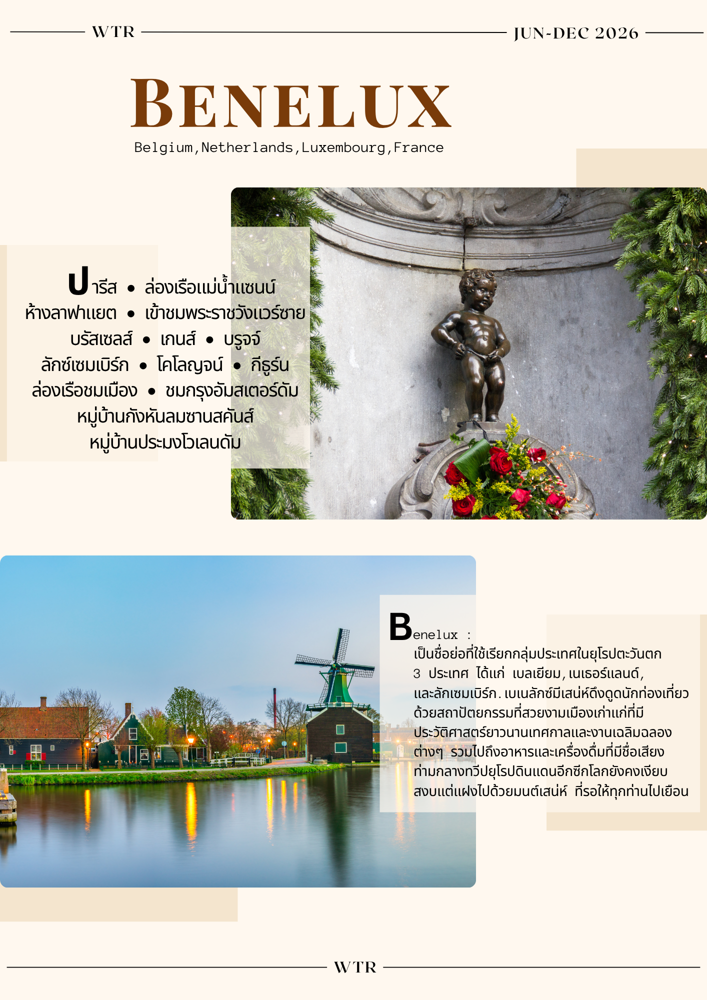 WTR
JUN-DEC 2026
BENELUX
Belgium,Netherlands,Luxembourg,France
ปารีส • ล่องเรือแม่น้ำแซนน์
ห้างลาฟาแยต • เข้าชมพระราชวังแวร์ซาย
บรัสเซลส์ • เกนส์ • บรูจจ์
ลักซ์เซมเบิร์ก • โคโลญจน์ • กีธูร์น
ล่องเรือชมเมือง • ชมกรุงอัมสเตอร์ดัม
หมู่บ้านกังหันลมซานสคันส์
หมู่บ้านประมงโวเลนดัม
Benelux :
เป็นชื่อย่อที่ใช้เรียกกลุ่มประเทศในยุโรปตะวันตก
3 ประเทศ ได้แก่ เบลเยียม,เนเธอร์แลนด์,
และลักเซมเบิร์ก.เบเนลักซ์มีเสน่ห์ดึงดูดนักท่องเที่ยว
ด้วยสถาปัตยกรรมที่สวยงามเมืองเก่าแก่ที่มี
ประวัติศาสตร์ยาวนานเทศกาลและงานเฉลิมฉลอง
ต่างๆ รวมไปถึงอาหารและเครื่องดื่มที่มีชื่อเสียง
ท่ามกลางทวีปยุโรปดินแดนอีกซีกโลกยังคงเงียบ
สงบแต่แฝงไปด้วยมนต์เสน่ห์ ที่รอให้ทุกท่านไปเยือน
WTR